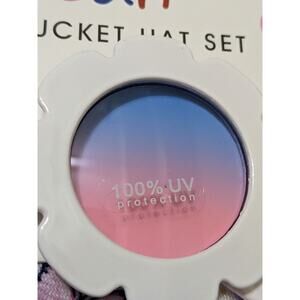 UCKET HAT SET
100% UV
protection